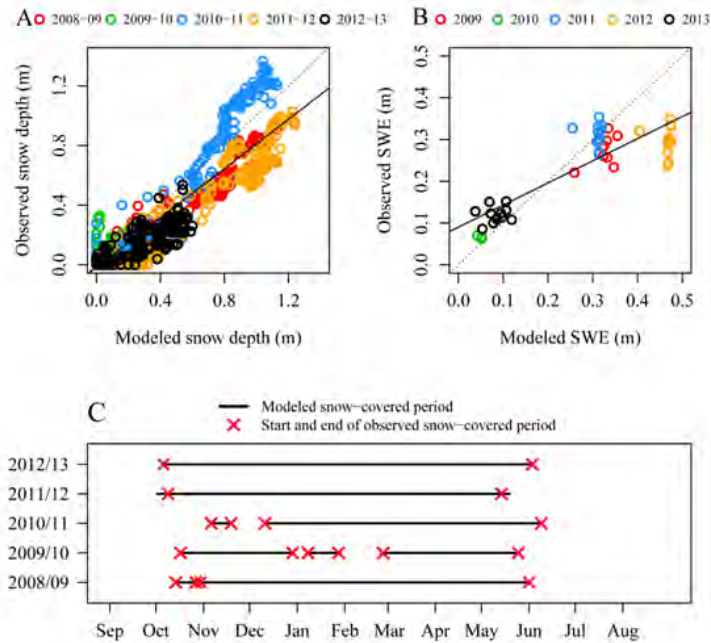 A 2008−09 2009−10 2010−11 2011−12 2012−13
B 2009 2010 2011 2012 2013
Observed snow depth (m)
1.2
0.8
0.4
0.0
0.0 0.4 0.8 1.2
Modeled snow depth (m)
Observed SWE (m)
0.5
0.4
0.3
0.2
0.1
0.0
0.0 0.1 0.2 0.3 0.4 0.5
Modeled SWE (m)
C
Modeled snow−covered period
Start and end of observed snow−covered period
2012/13
2011/12
2010/11
2009/10
2008/09
Sep Oct Nov Dec Jan Feb Mar Apr May Jun Jul Aug